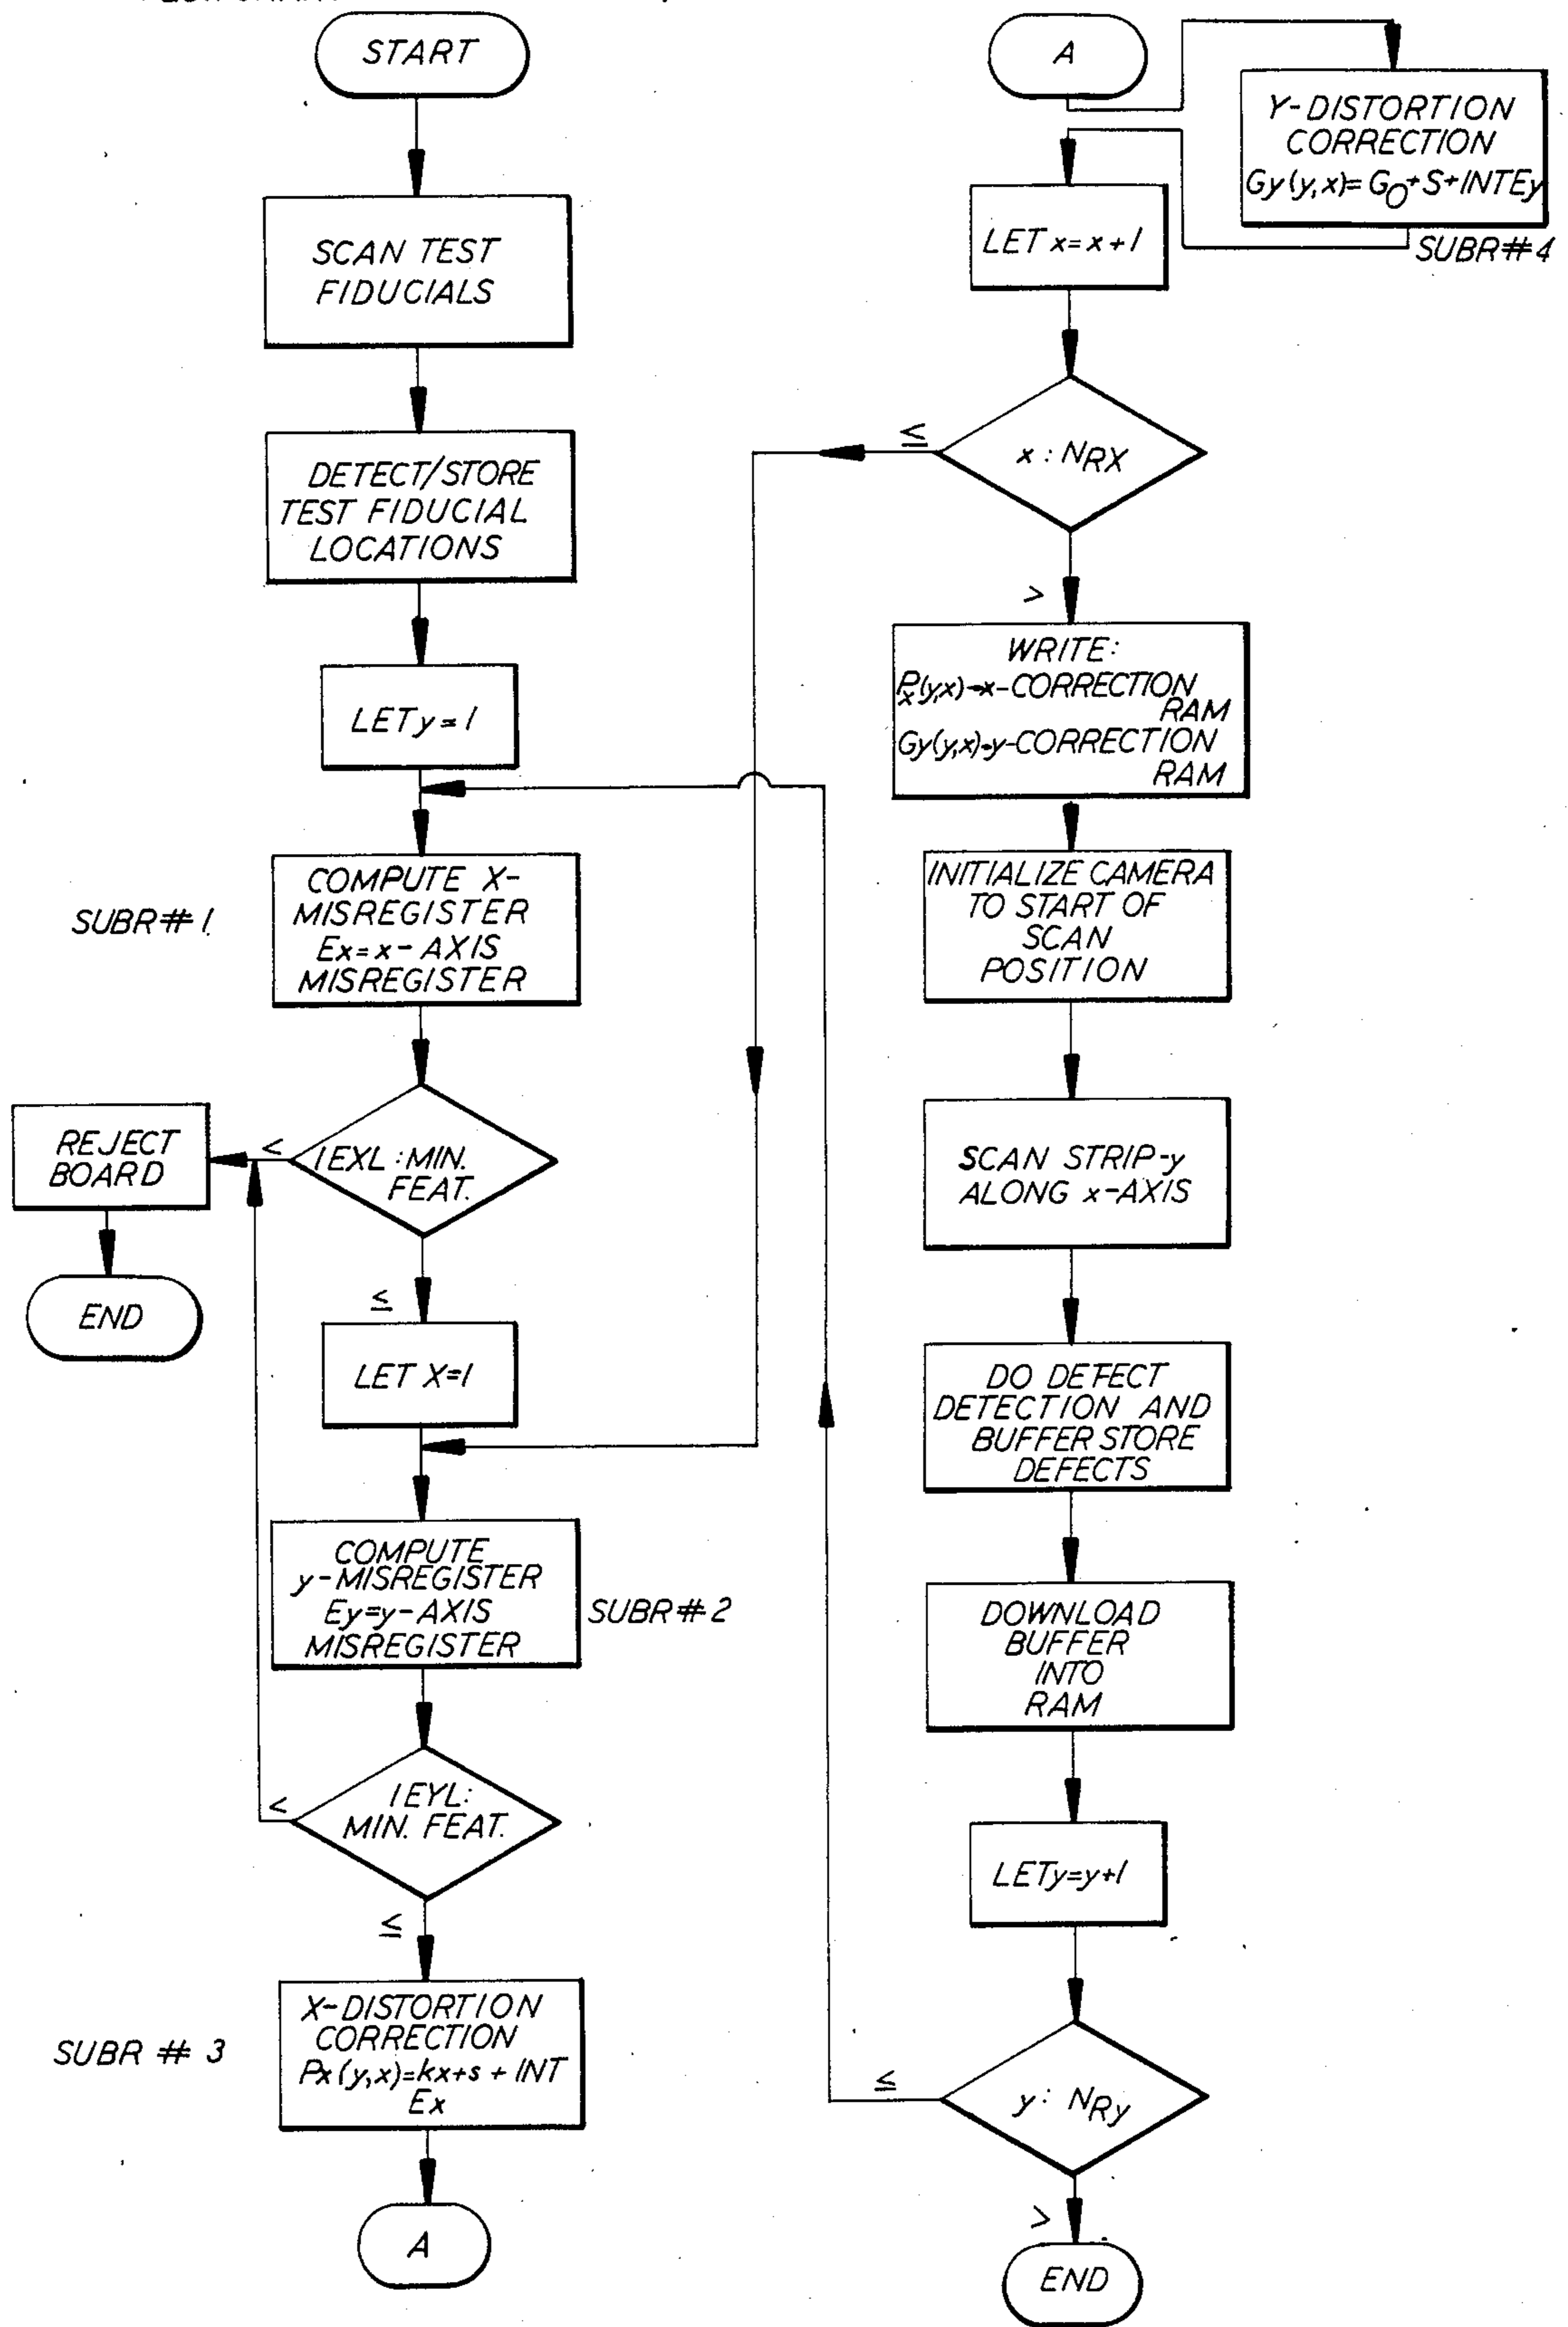 START
SCAN TEST
FIDUCIALS
DETECT/STORE
TEST FIDUCIAL
LOCATIONS
LET y = 1
COMPUTE X-
MISREGISTER
Ex = x - AXIS
MISREGISTER
SUBR # 1
|EXL : MIN.
FEAT.
<
REJECT
BOARD
END
≤
LET X=1
COMPUTE
y-MISREGISTER
Ey=y-AXIS
MISREGISTER
SUBR # 2
|EYL:
MIN. FEAT.
<
≤
X-DISTORTION
CORRECTION
Px (y,x)=kx+s + INT
Ex
SUBR # 3
A
A
Y-DISTORTION
CORRECTION
Gy (y,x)= GO+S+INTEy
SUBR # 4
LET x = x + 1
x : NRX
≤
>
WRITE:
Px(y,x)→x-CORRECTION
RAM
Gy(y,x)→y-CORRECTION
RAM
INITIALIZE CAMERA
TO START OF
SCAN
POSITION
SCAN STRIP-y
ALONG x-AXIS
DO DEFECT
DETECTION AND
BUFFER STORE
DEFECTS
DOWNLOAD
BUFFER
INTO
RAM
LET y=y+1
y : NRy
≤
>
END